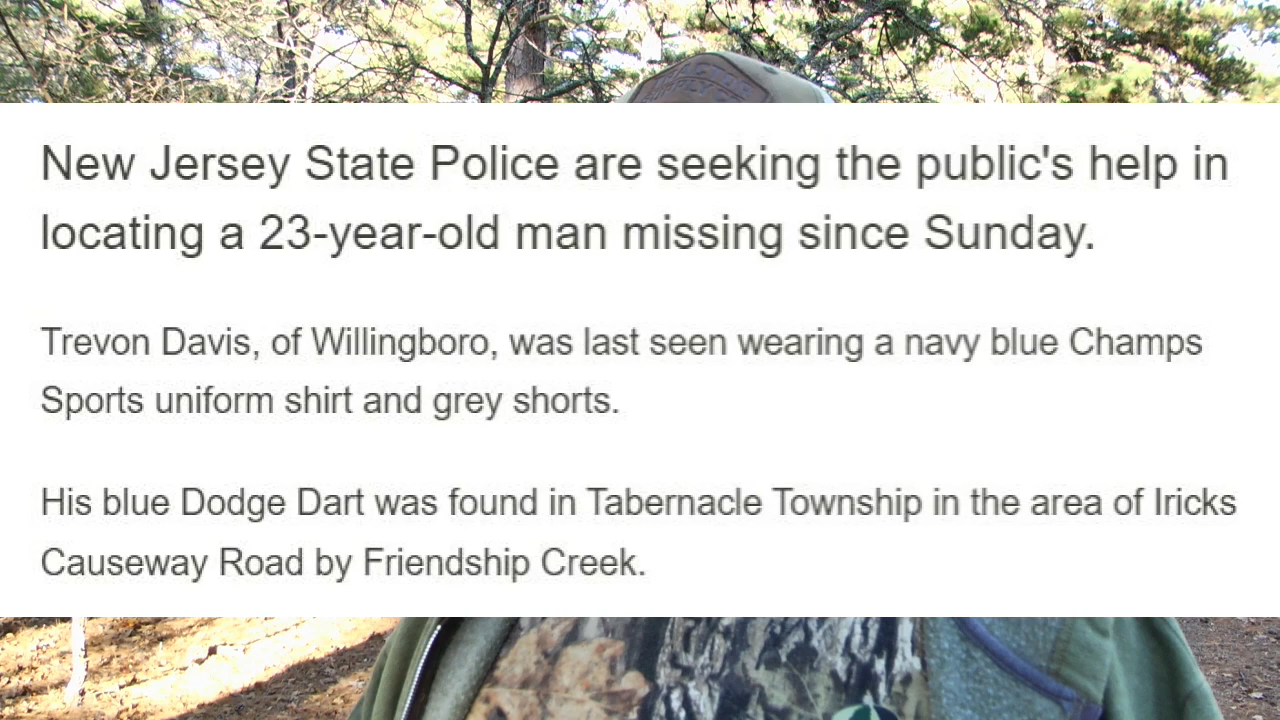 New Jersey State Police are seeking the public's help in
locating a 23-year-old man missing since Sunday.
Trevon Davis, of Willingboro, was last seen wearing a navy blue Champs
Sports uniform shirt and grey shorts.
His blue Dodge Dart was found in Tabernacle Township in the area of Iricks
Causeway Road by Friendship Creek.